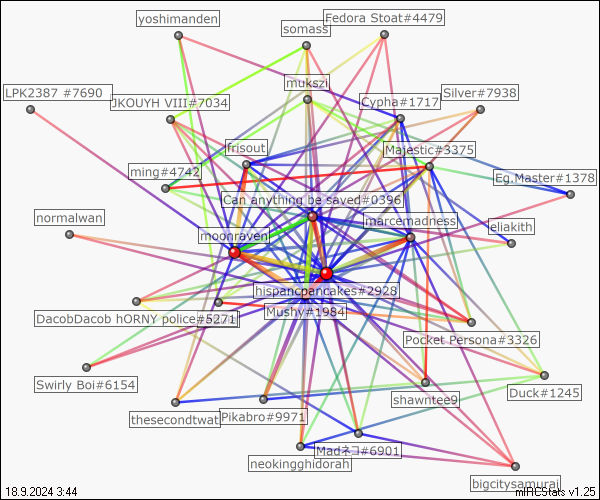 yoshimanden
somass
Fedora Stoat#4479
mukszi
LPK2387 #7690
JKOUYH VIII#7034
Cypha#1717
Silver#7938
frisout
Majestic#3375
ming#4742
Eg.Master#1378
Can anything be saved#0396
normalwan
marcemadness
eliakith
moonraven
hispancpancakes#2928
Mushy#1984
DacobDacob hORNY police#5271
Pocket Persona#3326
Swirly Boi#6154
shawntee9
Duck#1245
thesecondtwat
Pikabro#9971
Madネコ#6901
neokingghidorah
bigcitysamurai
18.9.2024 3:44
mIRCStats v1.25